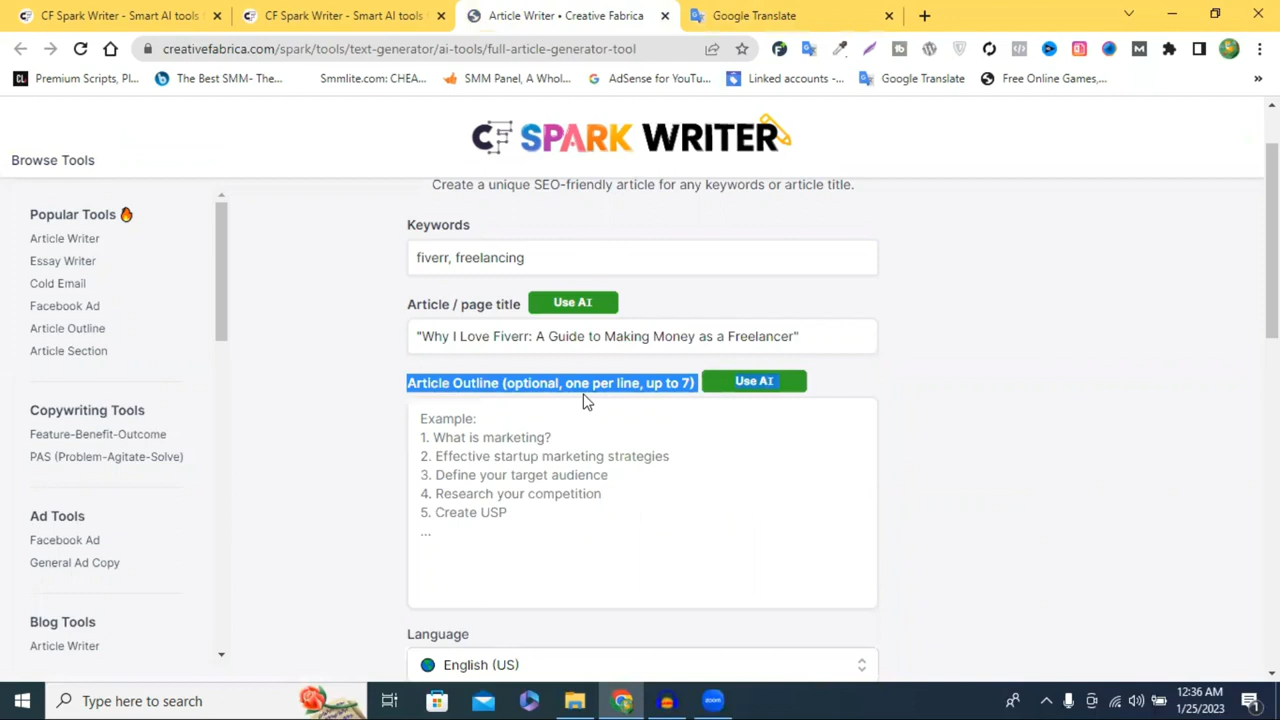 CF Spark Writer - Smart AI tools
CF Spark Writer - Smart AI tools
Article Writer • Creative Fabrica
Google Translate
creativefabrica.com/spark/tools/text-generator/ai-tools/full-article-generator-tool
Premium Scripts, Pl...
The Best SMM- The...
Smmlite.com: CHEA...
SMM Panel, A Whol...
AdSense for YouTu...
Linked accounts -...
Google Translate
Free Online Games,...
CF SPARK WRITER
Browse Tools
Create a unique SEO-friendly article for any keywords or article title.
Popular Tools
Article Writer
Essay Writer
Cold Email
Facebook Ad
Article Outline
Article Section
Copywriting Tools
Feature-Benefit-Outcome
PAS (Problem-Agitate-Solve)
Ad Tools
Facebook Ad
General Ad Copy
Blog Tools
Article Writer
Keywords
fiverr, freelancing
Article / page title Use AI
"Why I Love Fiverr: A Guide to Making Money as a Freelancer"
Article Outline (optional, one per line, up to 7) Use AI
Example:
1. What is marketing?
2. Effective startup marketing strategies
3. Define your target audience
4. Research your competition
5. Create USP
...
Language
English (US)
Type here to search
zoom
12:36 AM
1/25/2023
1